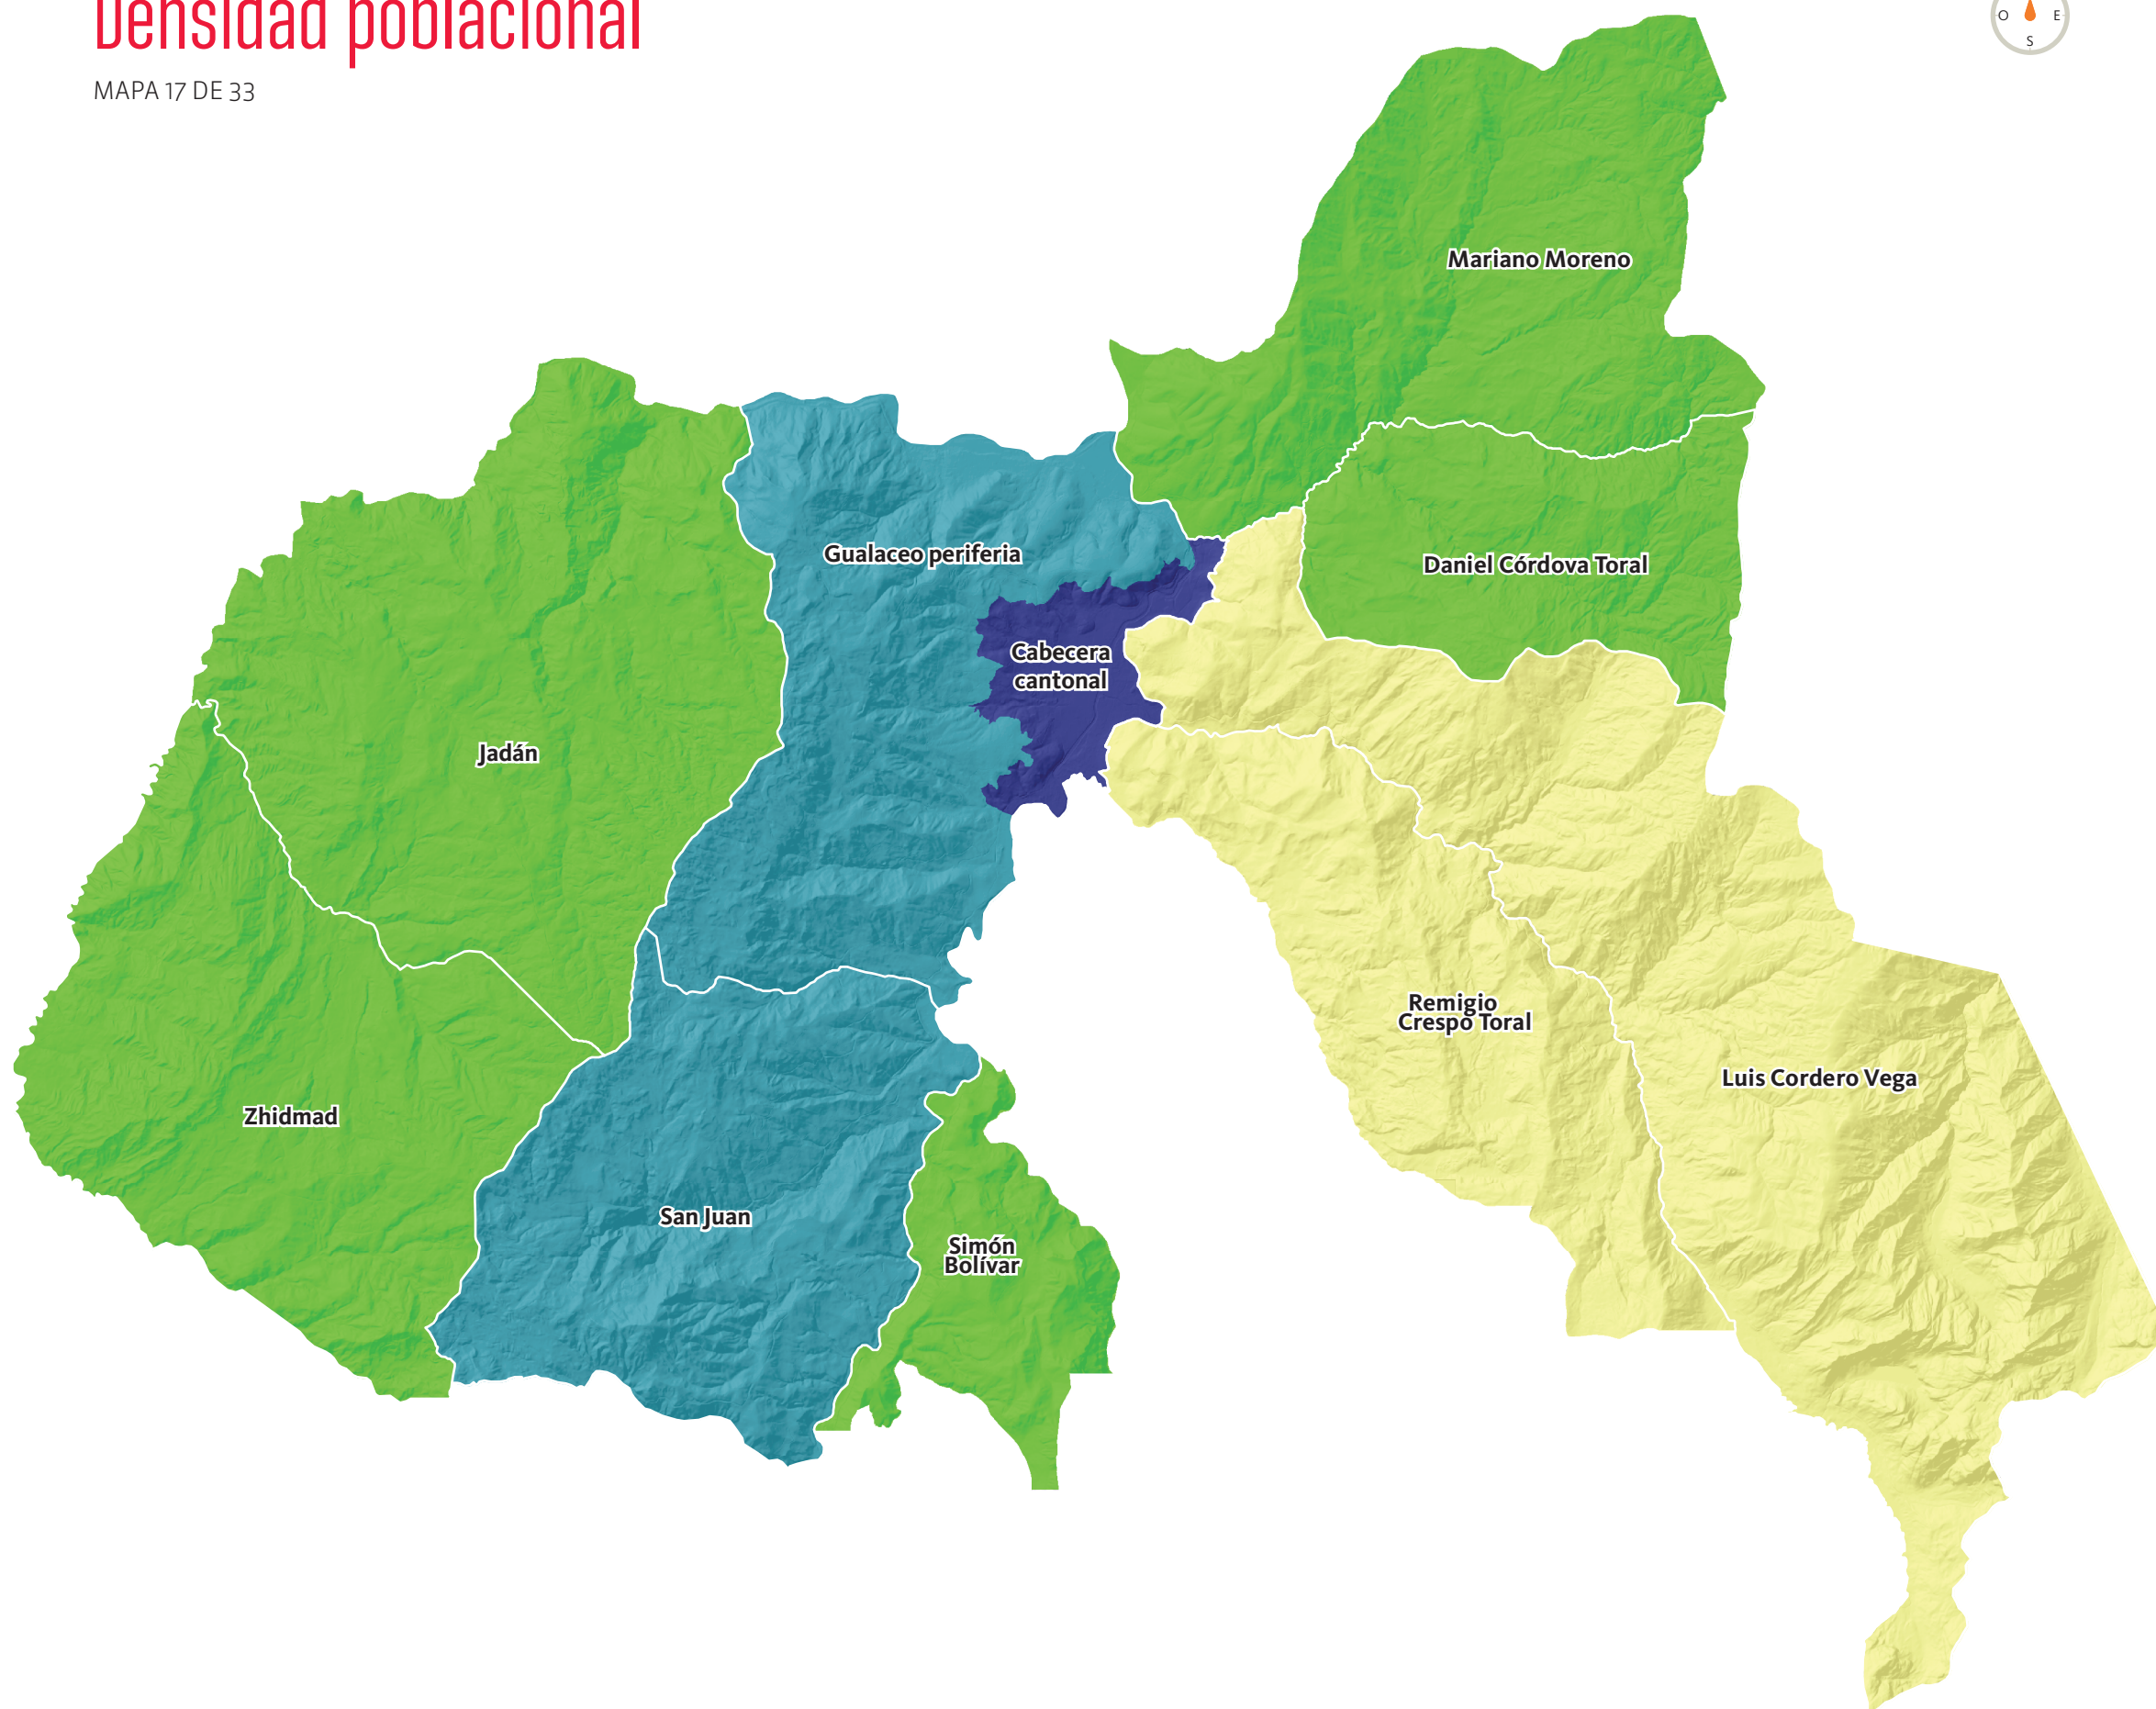 Densidad poblacional
MAPA 17 DE 33
O E
S
Mariano Moreno
Gualaceo periferia
Daniel Córdova Toral
Cabecera
cantonal
Jadán
Remigio
Crespo Toral
Luis Cordero Vega
Zhidmad
San Juan
Simón
Bolívar